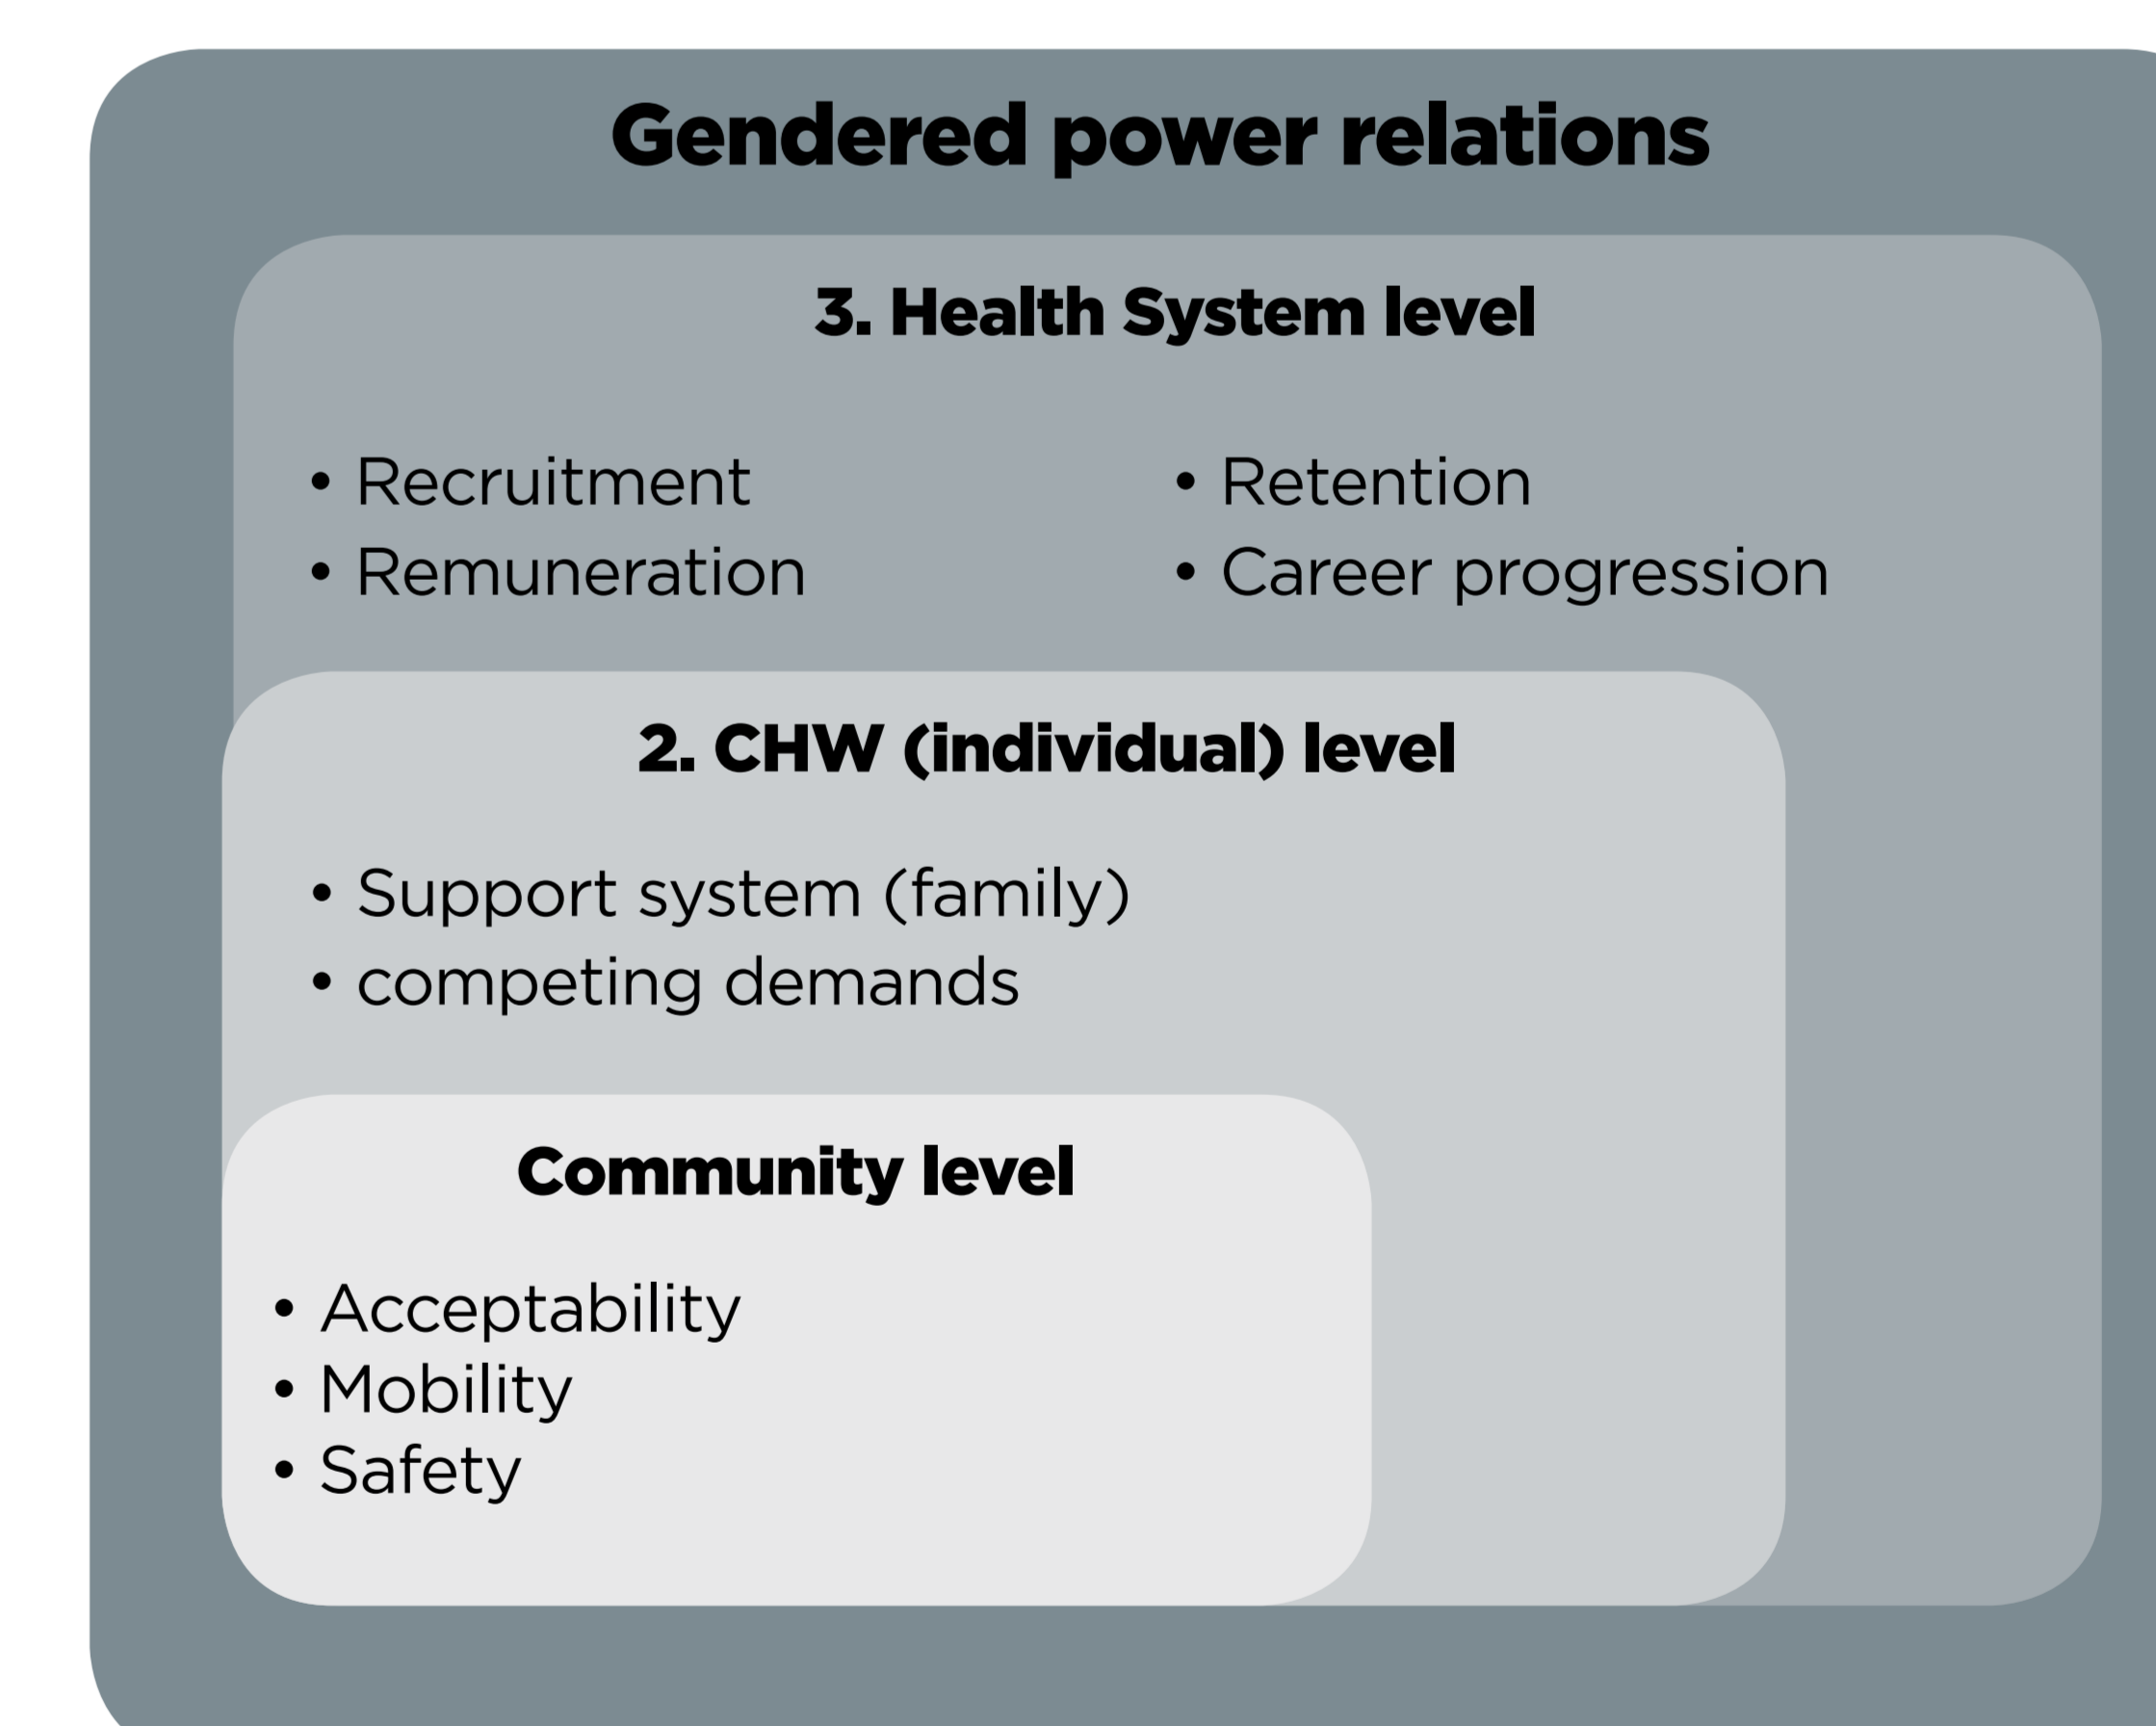 Gendered power relations
3. Health System level
• Recruitment
• Remuneration
• Retention
• Career progression
2. CHW (individual) level
• Support system (family)
• competing demands
Community level
• Acceptability
• Mobility
• Safety